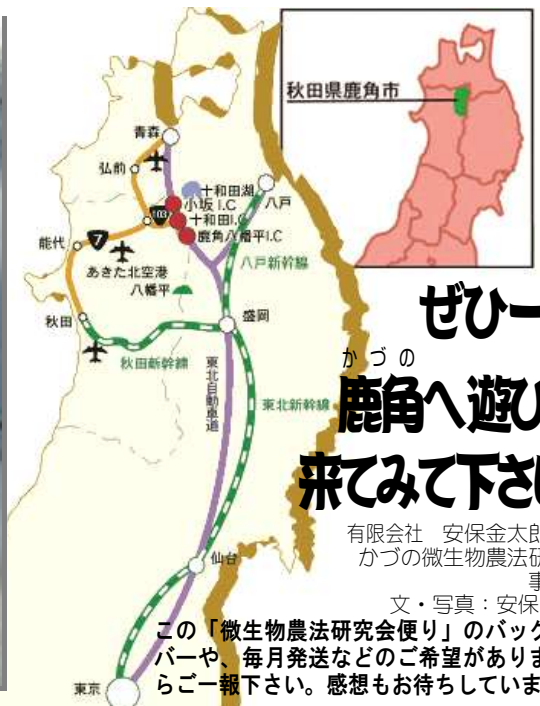 秋田県鹿角市
青森
弘前
十和田湖
小坂 I.C
八戸
103
十和田I.C
鹿角八幡平I.C
能代
7
あきた北空港
八戸新幹線
八幡平
秋田
盛岡
秋田新幹線
東北自動車道
東北新幹線
仙台
東京
ぜひ一
かづの
鹿角へ遊び
来てみて下さ
有限会社 安保金太郎
かづの微生物農法研
事
文・写真:安保
この「微生物農法研究会便り」のバック
バーや、毎月発送などのご希望がありま
らご一報下さい。感想もお待ちしていま